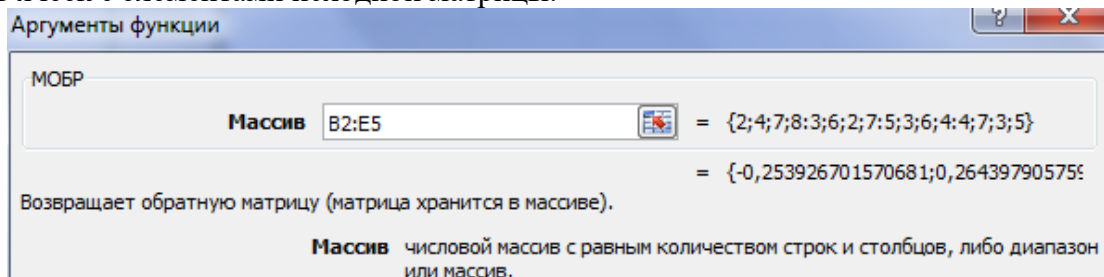 Аргументы функции
МОБР
Массив B2:E5 = {2;4;7;8:3;6;2;7:5;3;6;4:4;7;3;5}
= {-0,253926701570681;0,26439790575
Возвращает обратную матрицу (матрица хранится в массиве).
Массив числовой массив с равным количеством строк и столбцов, либо диапазон
или массив.